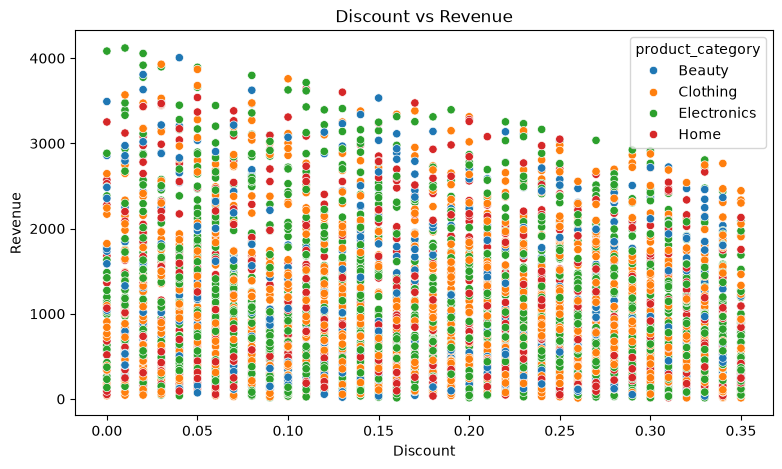 Discount vs Revenue
product_category
Beauty
Clothing
Electronics
Home
Revenue
4000
3000
2000
1000
0
0.00 0.05 0.10 0.15 0.20 0.25 0.30 0.35
Discount